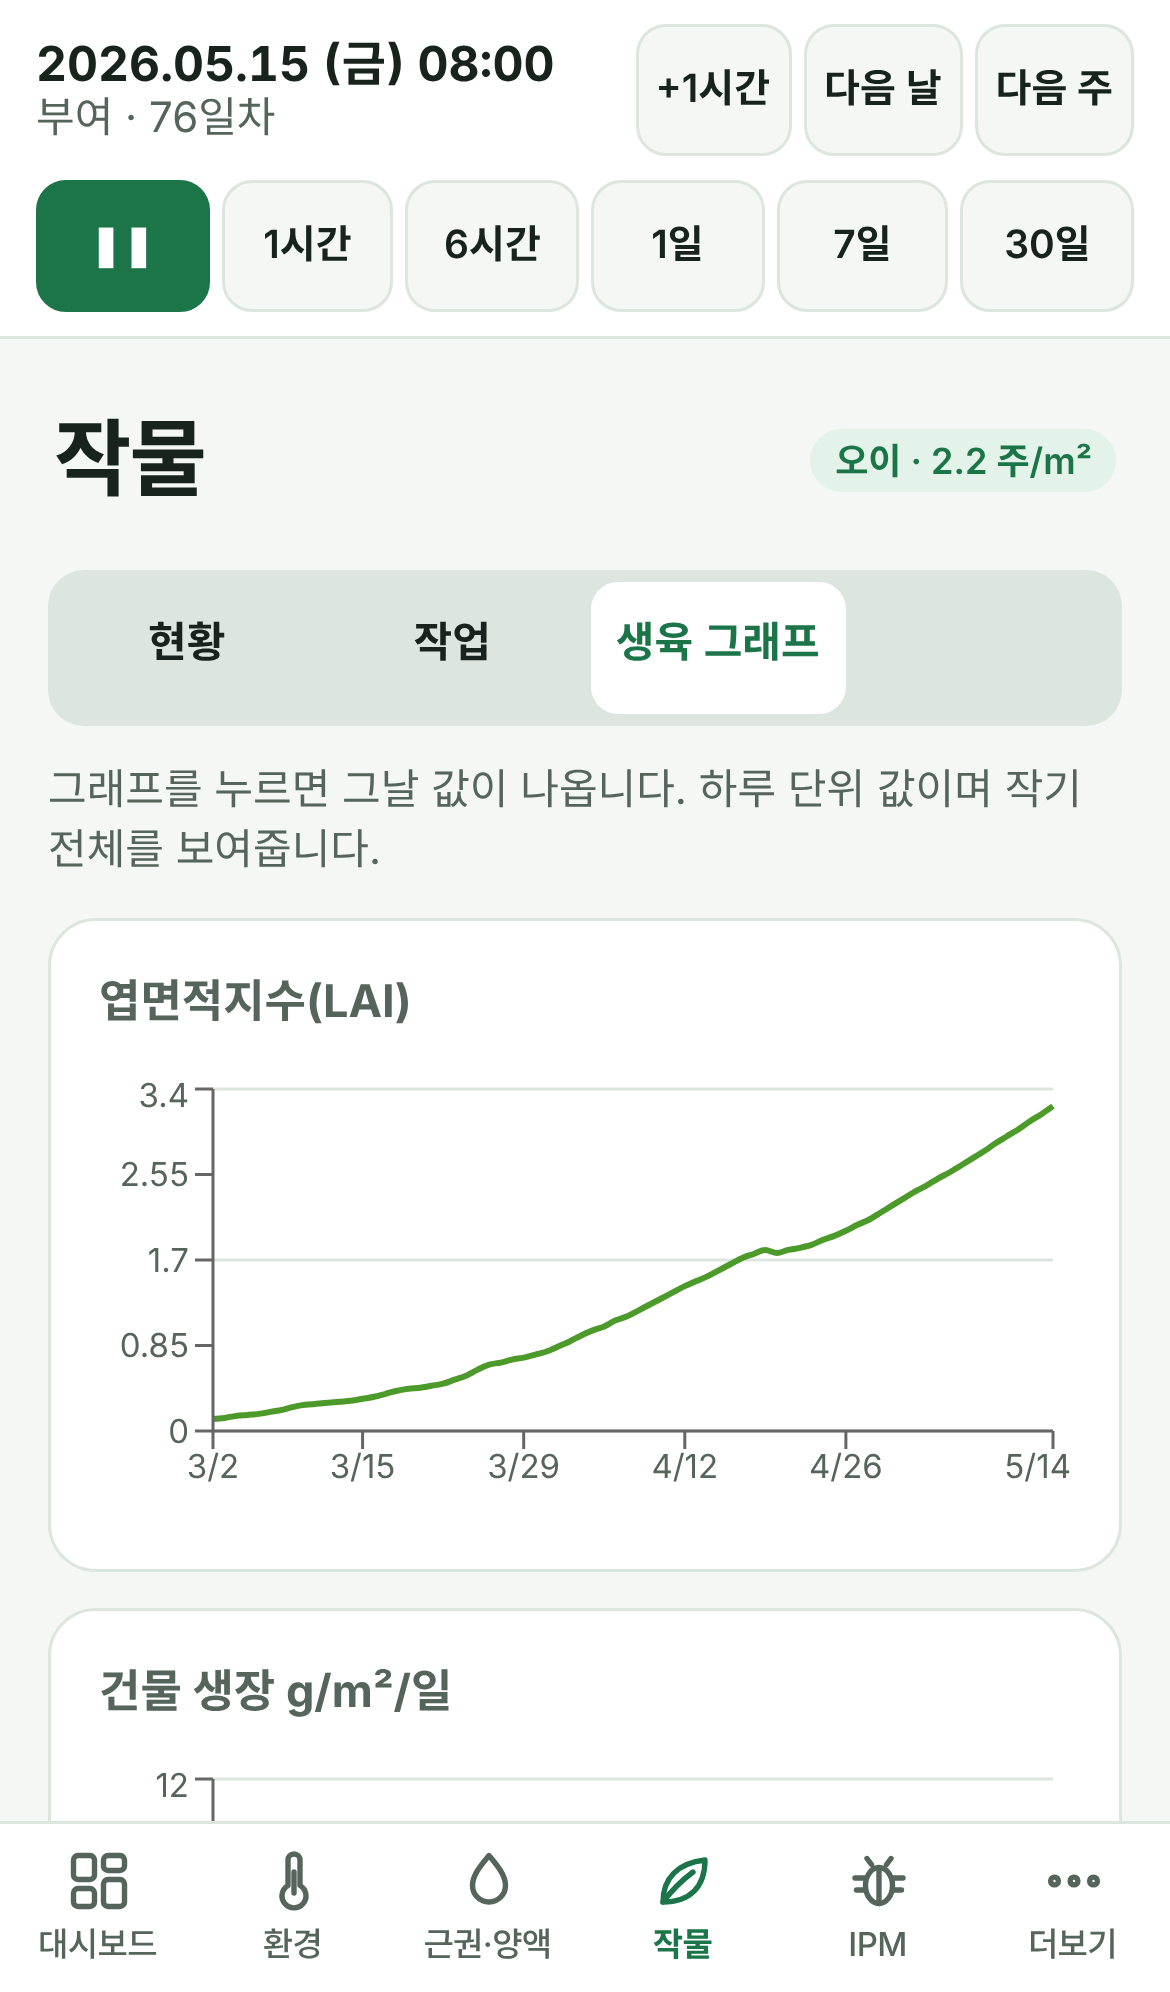 2026.05.15 (금) 08:00
부여 · 76일차
+1시간
다음 날
다음 주
1시간
6시간
1일
7일
30일
작물
오이 · 2.2 주/m²
현황
작업
생육 그래프
그래프를 누르면 그날 값이 나옵니다. 하루 단위 값이며 작기
전체를 보여줍니다.
엽면적지수(LAI)
3.4
2.55
1.7
0.85
0
3/2
3/15
3/29
4/12
4/26
5/14
건물 생장 g/m²/일
12
대시보드
환경
근권·양액
작물
IPM
더보기